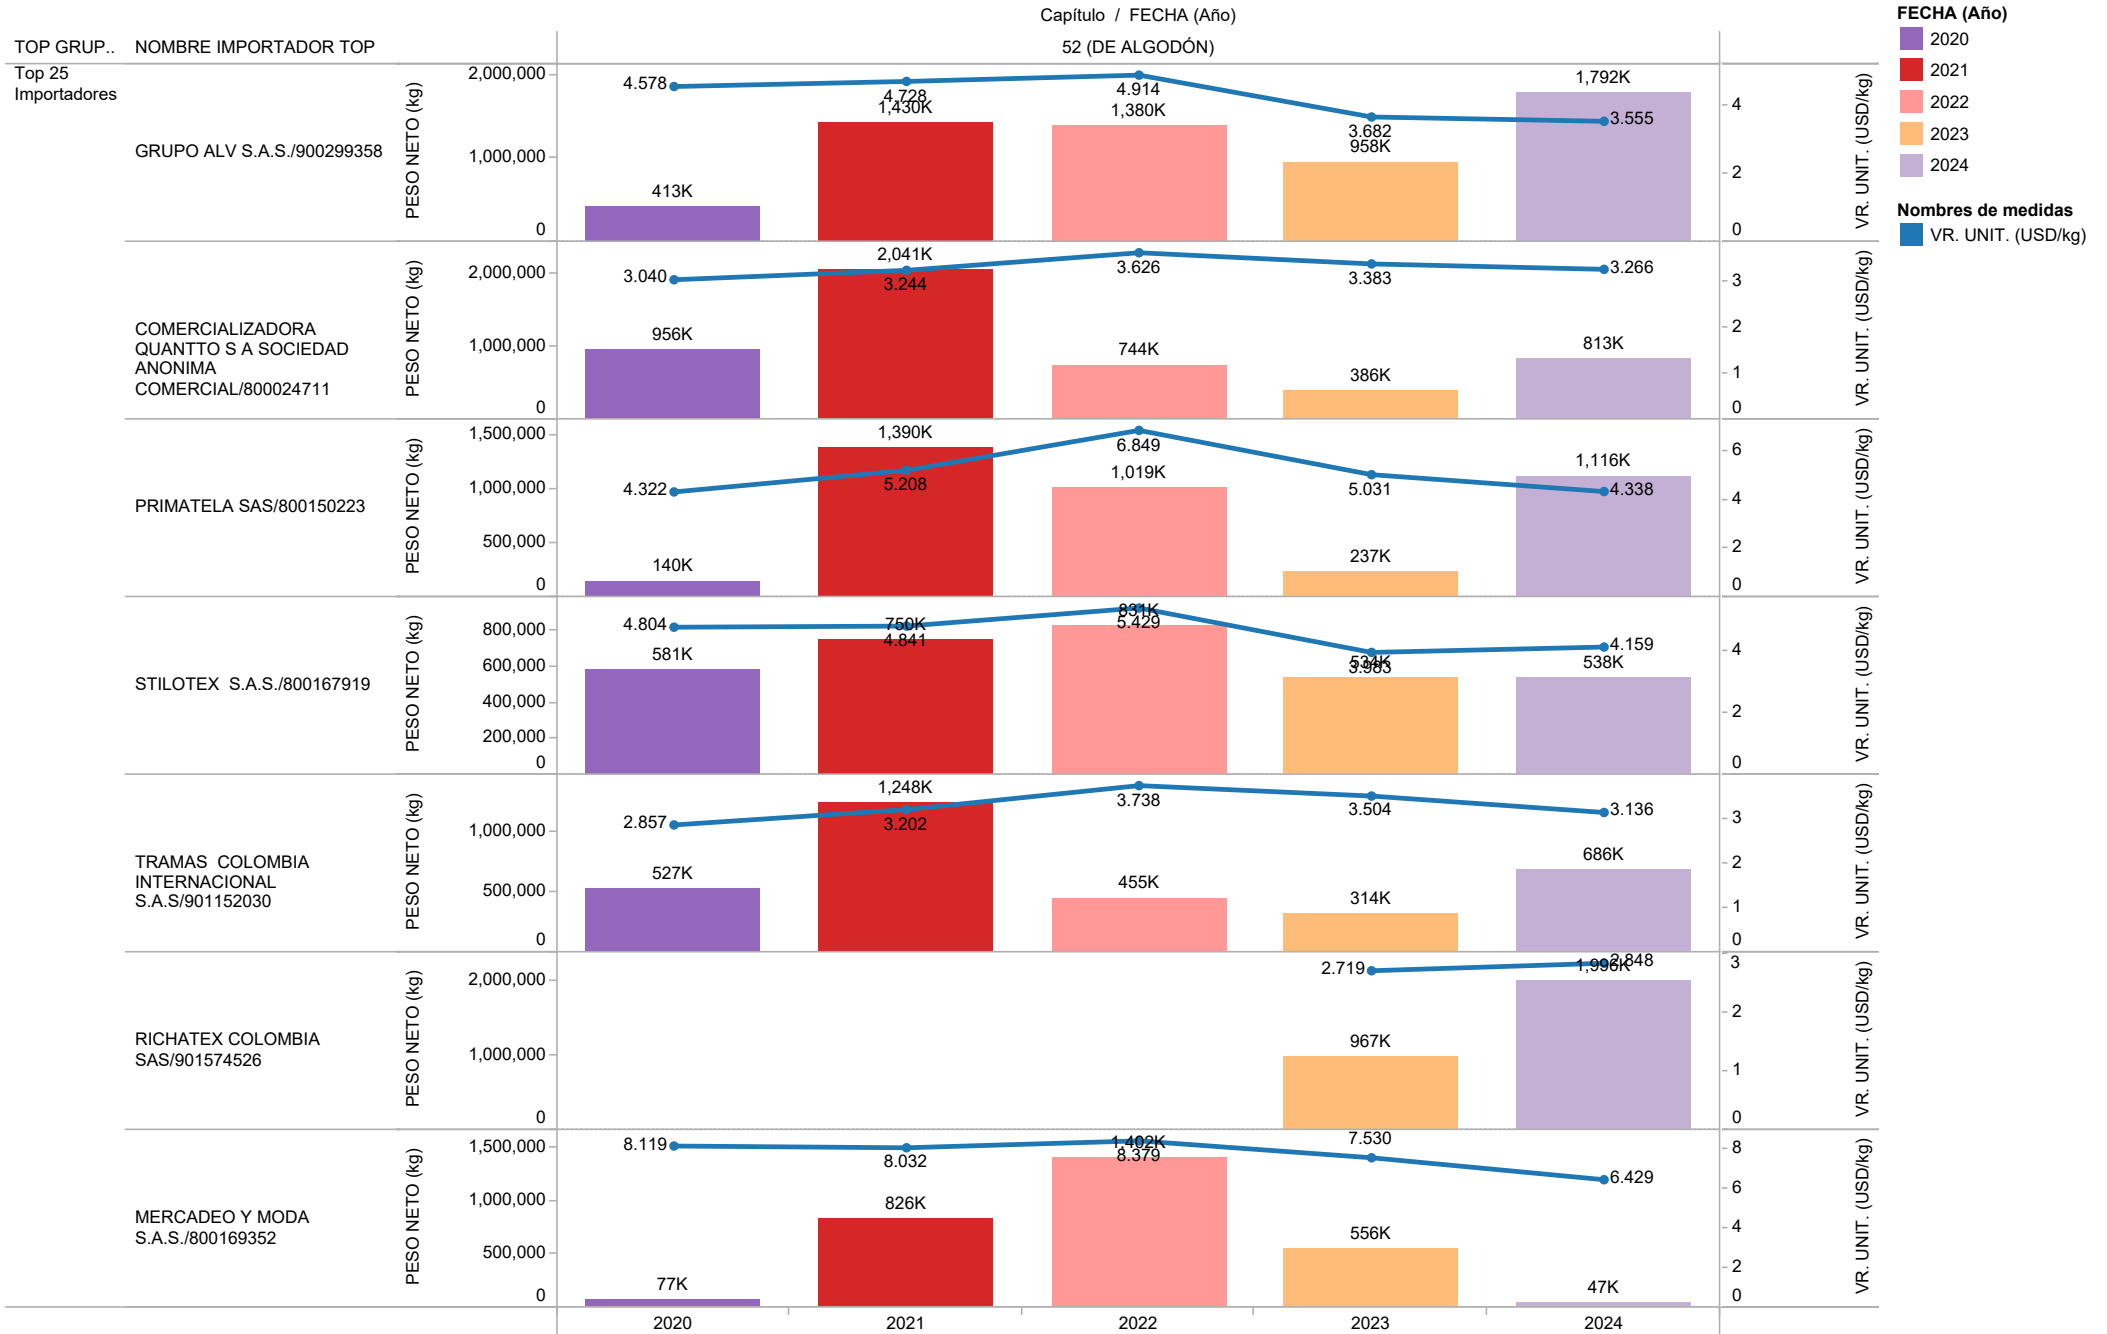 Capítulo / FECHA (Año)
TOP GRUP.. NOMBRE IMPORTADOR TOP 52 (DE ALGODÓN)
Top 25
Importadores
GRUPO ALV S.A.S./900299358
PESO NETO (kg)
2,000,000
1,000,000
0
4.578
4.728
4.914
3.682
3.555
413K
1,430K
1,380K
958K
1,792K
4
2
0
VR. UNIT. (USD/kg)
COMERCIALIZADORA
QUANTTO S A SOCIEDAD
ANONIMA
COMERCIAL/800024711
PESO NETO (kg)
2,000,000
1,000,000
0
3.040
3.244
3.626
3.383
3.266
956K
2,041K
744K
386K
813K
3
2
1
0
VR. UNIT. (USD/kg)
PRIMATELA SAS/800150223
PESO NETO (kg)
1,500,000
1,000,000
500,000
0
4.322
5.208
6.849
5.031
4.338
140K
1,390K
1,019K
237K
1,116K
6
4
2
0
VR. UNIT. (USD/kg)
STILOTEX S.A.S./800167919
PESO NETO (kg)
800,000
600,000
400,000
200,000
0
4.804
4.841
5.429
3.983
4.159
581K
750K
831K
534K
538K
4
2
0
VR. UNIT. (USD/kg)
TRAMAS COLOMBIA
INTERNACIONAL
S.A.S/901152030
PESO NETO (kg)
1,000,000
500,000
0
2.857
3.202
3.738
3.504
3.136
527K
1,248K
455K
314K
686K
3
2
1
0
VR. UNIT. (USD/kg)
RICHATEX COLOMBIA
SAS/901574526
PESO NETO (kg)
2,000,000
1,000,000
0
2.719
2.848
967K
1,996K
3
2
1
0
VR. UNIT. (USD/kg)
MERCADEO Y MODA
S.A.S./800169352
PESO NETO (kg)
1,500,000
1,000,000
500,000
0
8.119
8.032
8.379
7.530
6.429
77K
826K
1,402K
556K
47K
8
6
4
2
0
VR. UNIT. (USD/kg)
2020
2021
2022
2023
2024
FECHA (Año)
2020
2021
2022
2023
2024
Nombres de medidas
VR. UNIT. (USD/kg)